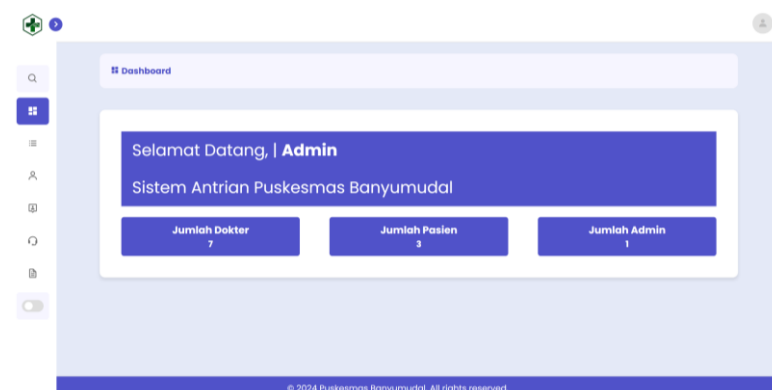 Dashboard
Selamat Datang, | Admin
Sistem Antrian Puskesmas Banyumudal
Jumlah Dokter
7
Jumlah Pasien
3
Jumlah Admin
1
© 2024 Puskesmas Banyumudal. All rights reserved.